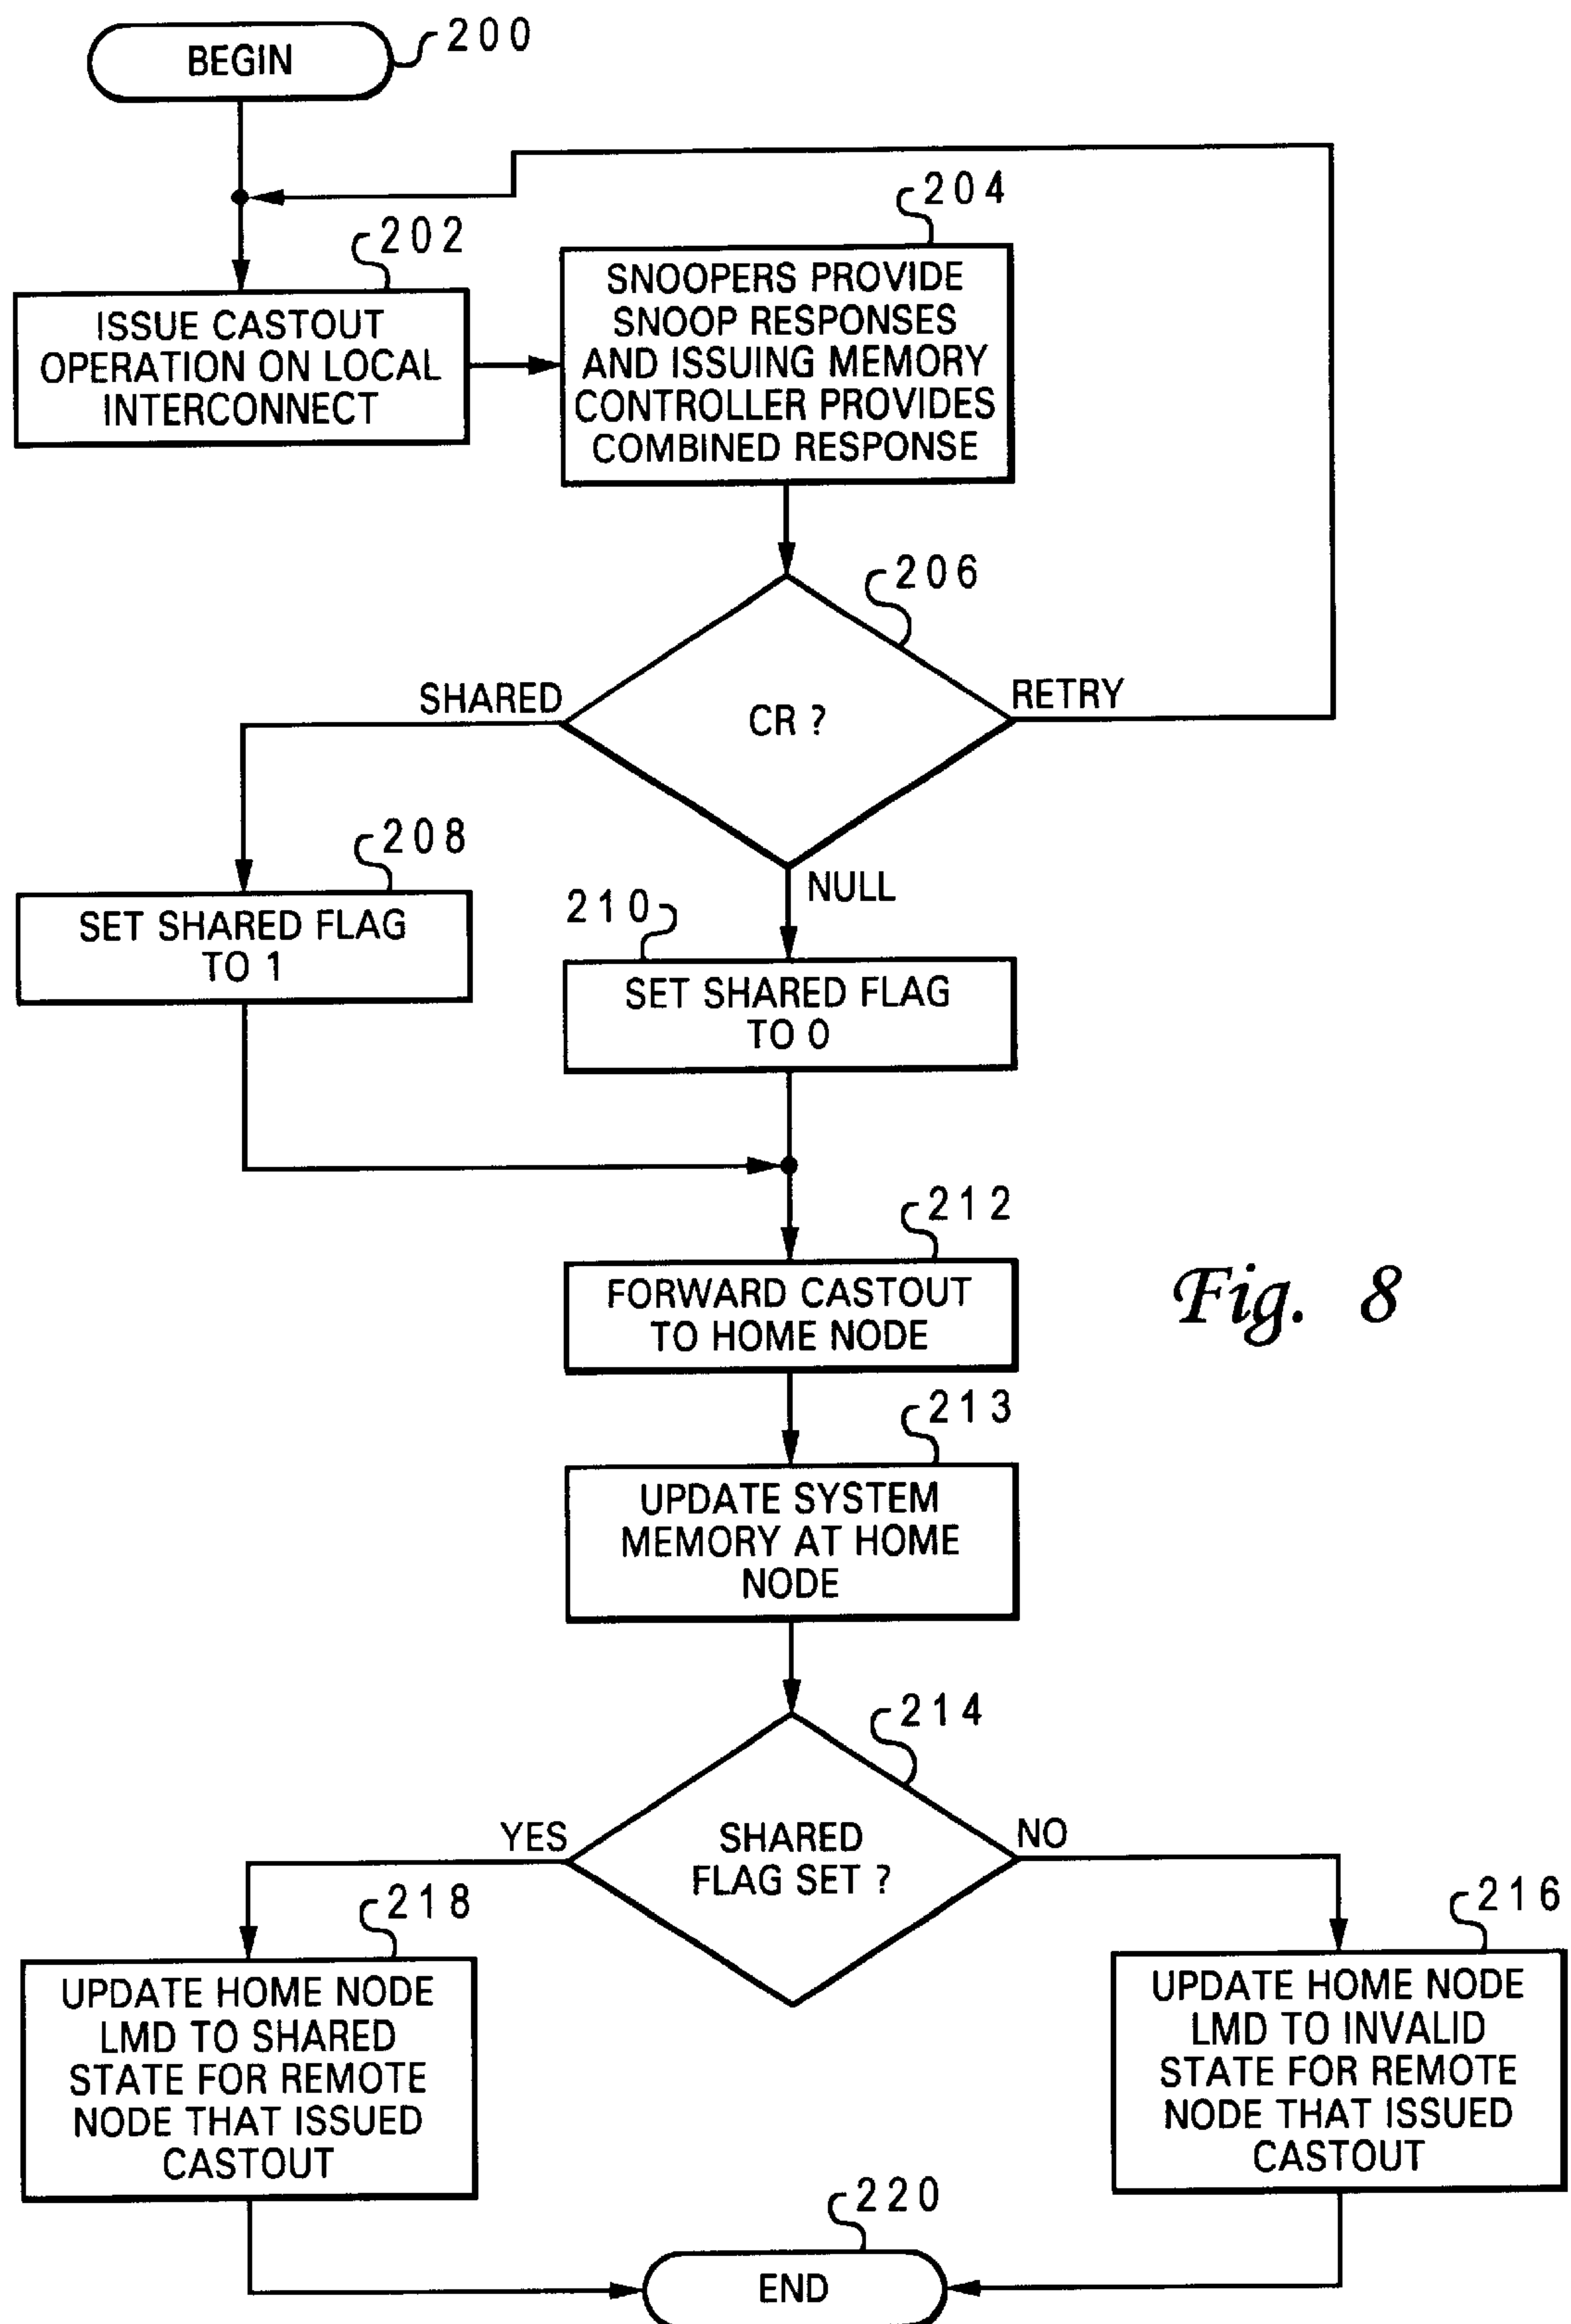 BEGIN
200
202
ISSUE CASTOUT
OPERATION ON LOCAL
INTERCONNECT
204
SNOOPERS PROVIDE
SNOOP RESPONSES
AND ISSUING MEMORY
CONTROLLER PROVIDES
COMBINED RESPONSE
206
CR ?
SHARED
RETRY
NULL
208
SET SHARED FLAG
TO 1
210
SET SHARED FLAG
TO 0
212
FORWARD CASTOUT
TO HOME NODE
Fig. 8
213
UPDATE SYSTEM
MEMORY AT HOME
NODE
214
SHARED
FLAG SET ?
YES
NO
218
UPDATE HOME NODE
LMD TO SHARED
STATE FOR REMOTE
NODE THAT ISSUED
CASTOUT
216
UPDATE HOME NODE
LMD TO INVALID
STATE FOR REMOTE
NODE THAT ISSUED
CASTOUT
220
END